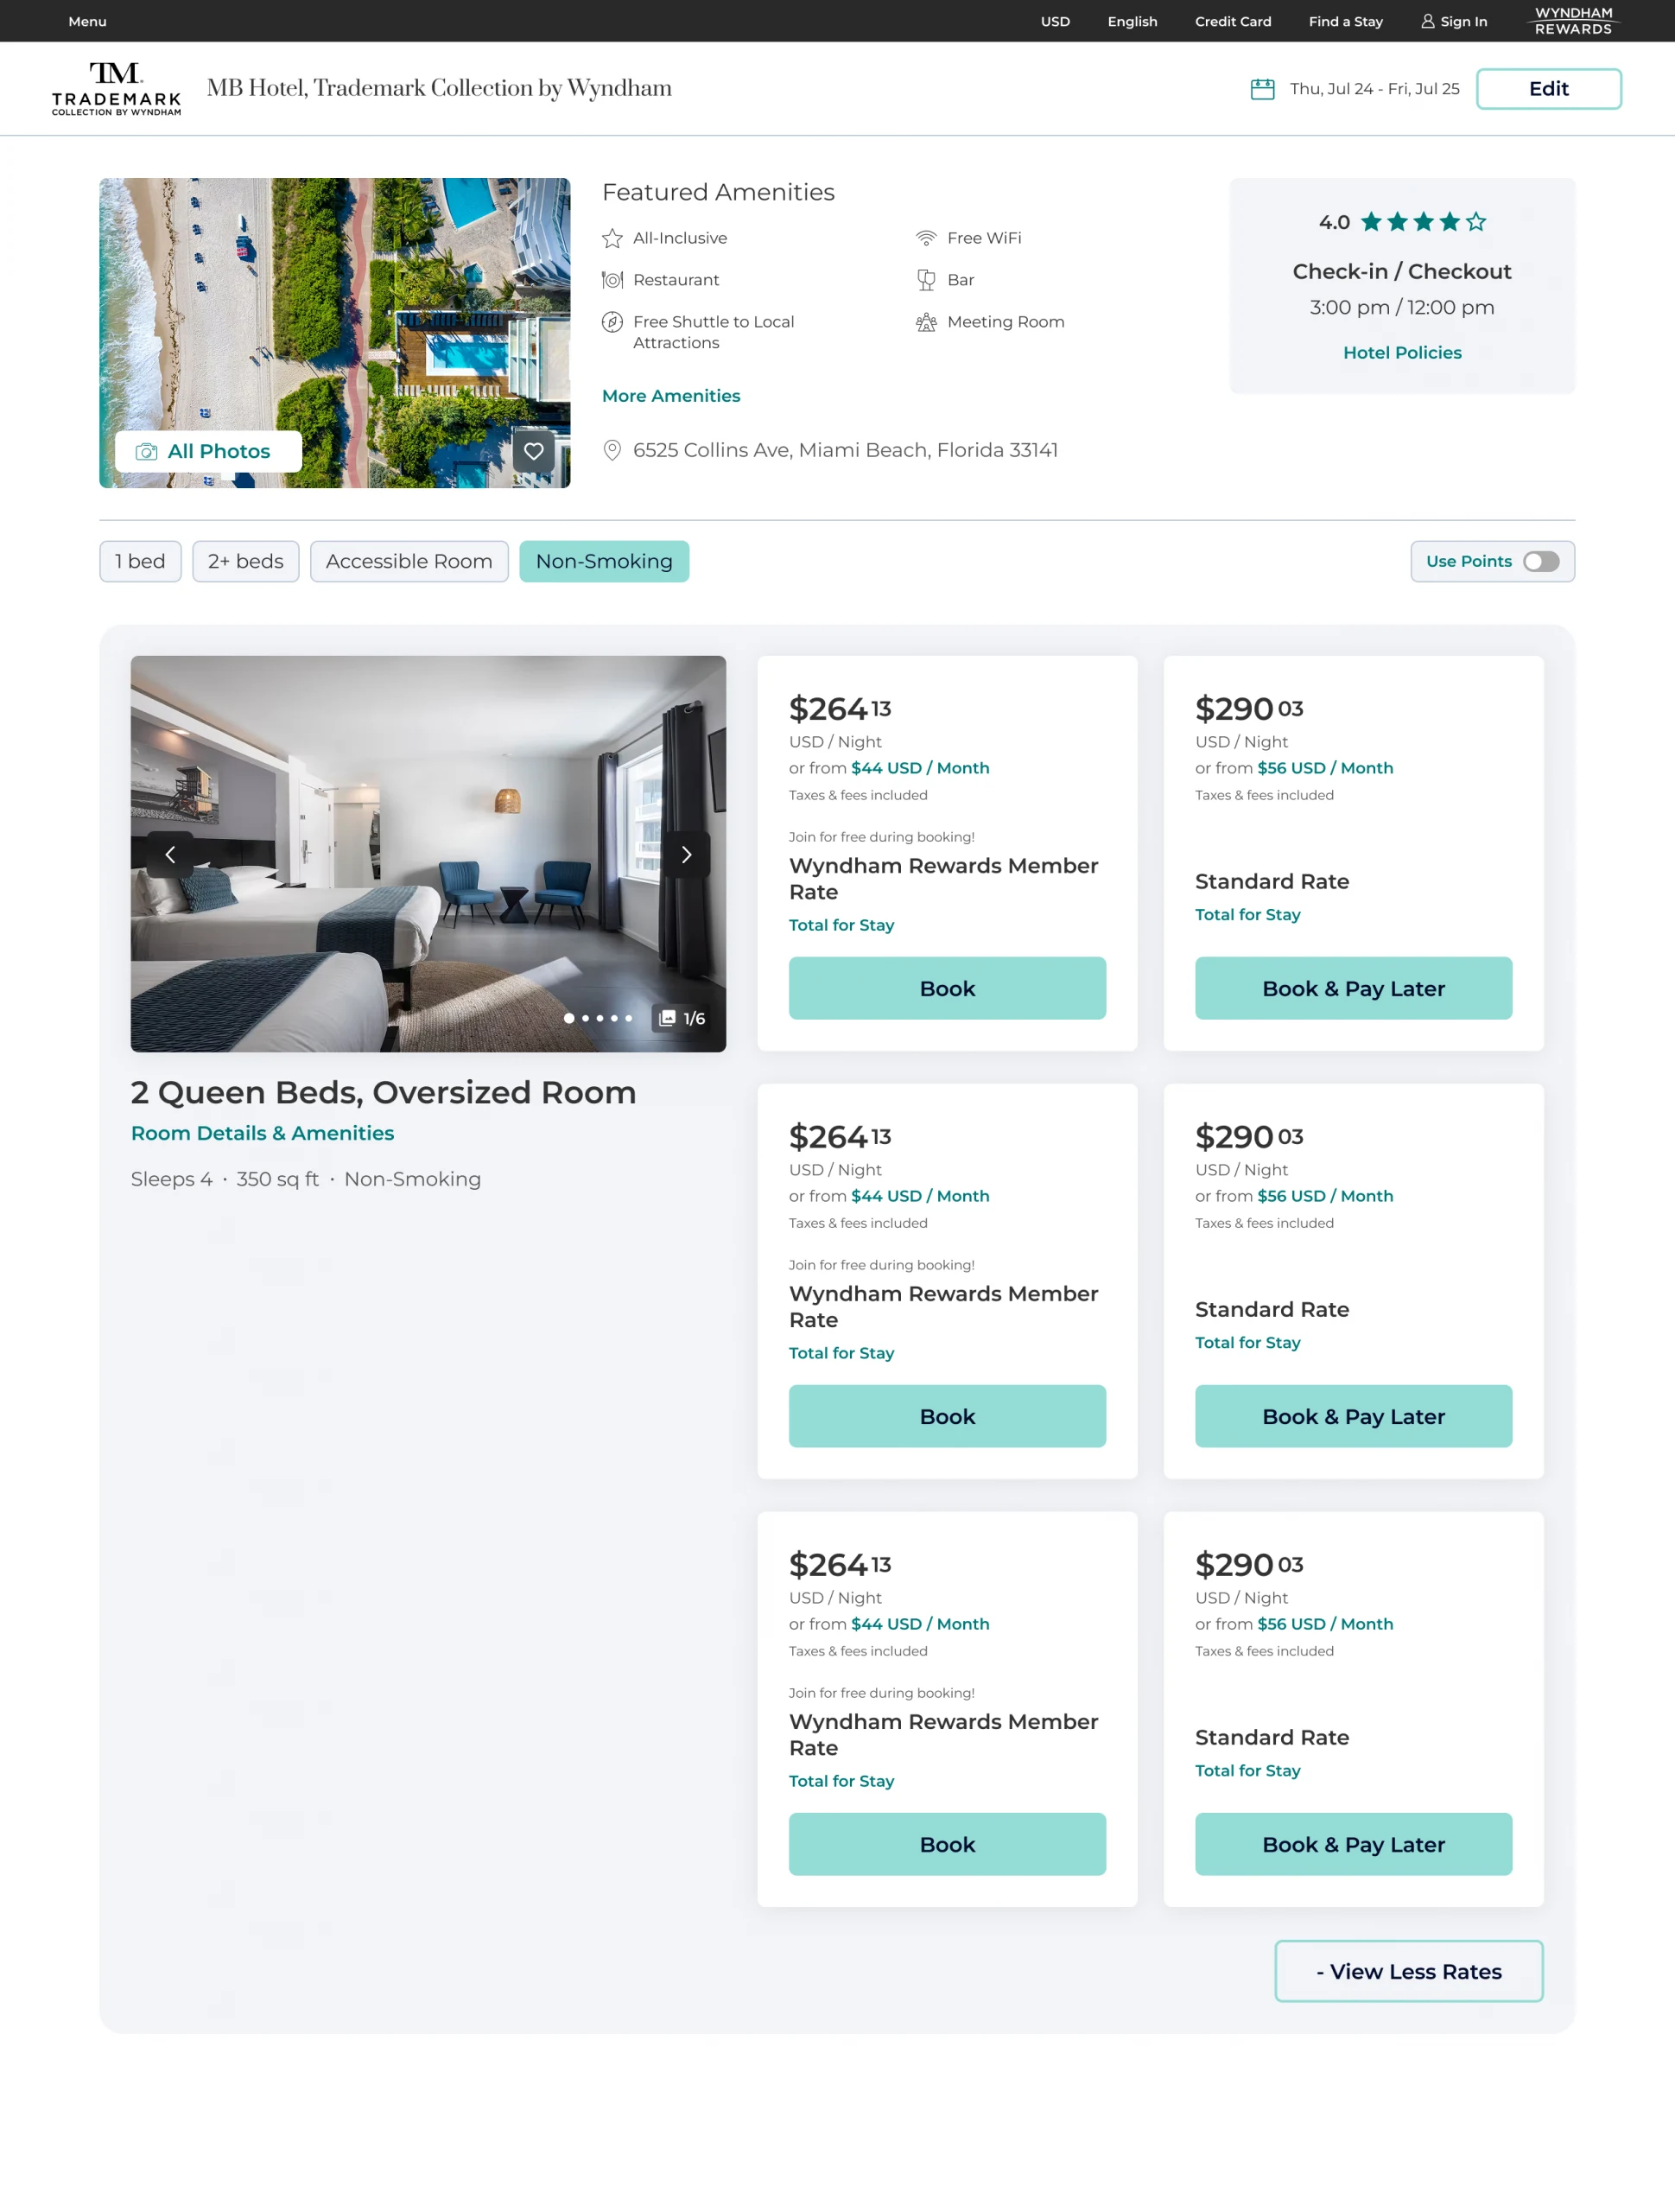 Menu
USD
English
Credit Card
Find a Stay
Sign In
WYNDHAM
REWARDS
TM
TRADEMARK
COLLECTION BY WYNDHAM
MB Hotel, Trademark Collection by Wyndham
Thu, Jul 24 - Fri, Jul 25
Edit
All Photos
Featured Amenities
All-Inclusive
Free WiFi
Restaurant
Bar
Free Shuttle to Local
Attractions
Meeting Room
More Amenities
6525 Collins Ave, Miami Beach, Florida 33141
4.0
Check-in / Checkout
3:00 pm / 12:00 pm
Hotel Policies
1 bed
2+ beds
Accessible Room
Non-Smoking
Use Points
1/6
2 Queen Beds, Oversized Room
Room Details & Amenities
Sleeps 4 · 350 sq ft · Non-Smoking
$264 13
USD / Night
or from $44 USD / Month
Taxes & fees included
Join for free during booking!
Wyndham Rewards Member
Rate
Total for Stay
Book
$290 03
USD / Night
or from $56 USD / Month
Taxes & fees included
Standard Rate
Total for Stay
Book & Pay Later
$264 13
USD / Night
or from $44 USD / Month
Taxes & fees included
Join for free during booking!
Wyndham Rewards Member
Rate
Total for Stay
Book
$290 03
USD / Night
or from $56 USD / Month
Taxes & fees included
Standard Rate
Total for Stay
Book & Pay Later
$264 13
USD / Night
or from $44 USD / Month
Taxes & fees included
Join for free during booking!
Wyndham Rewards Member
Rate
Total for Stay
Book
$290 03
USD / Night
or from $56 USD / Month
Taxes & fees included
Standard Rate
Total for Stay
Book & Pay Later
- View Less Rates